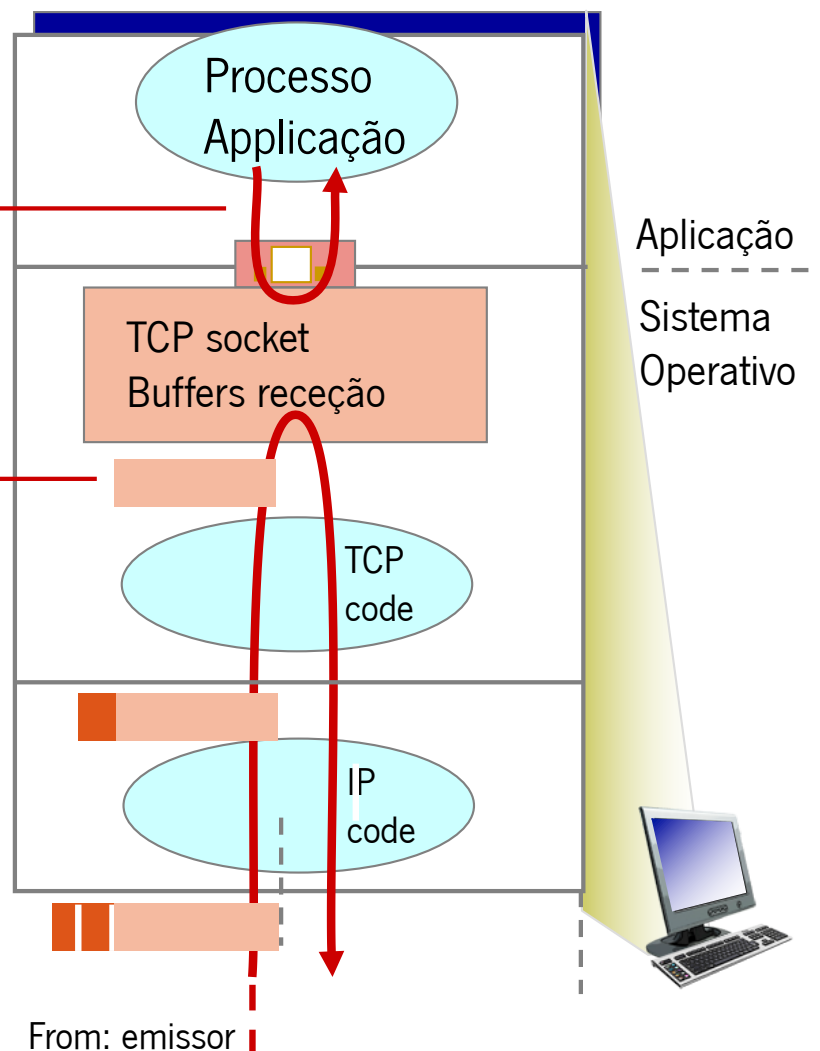 Processo
Applicação
Aplicação
Sistema
Operativo
TCP socket
Buffers receção
TCP
code
IP
code
From: emissor